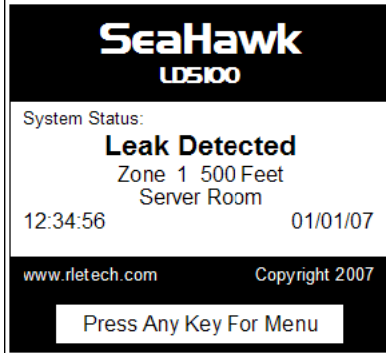 SeaHawk
LD5100
System Status:
Leak Detected
Zone 1 500 Feet
Server Room
12:34:56 01/01/07
www.rletech.com Copyright 2007
Press Any Key For Menu